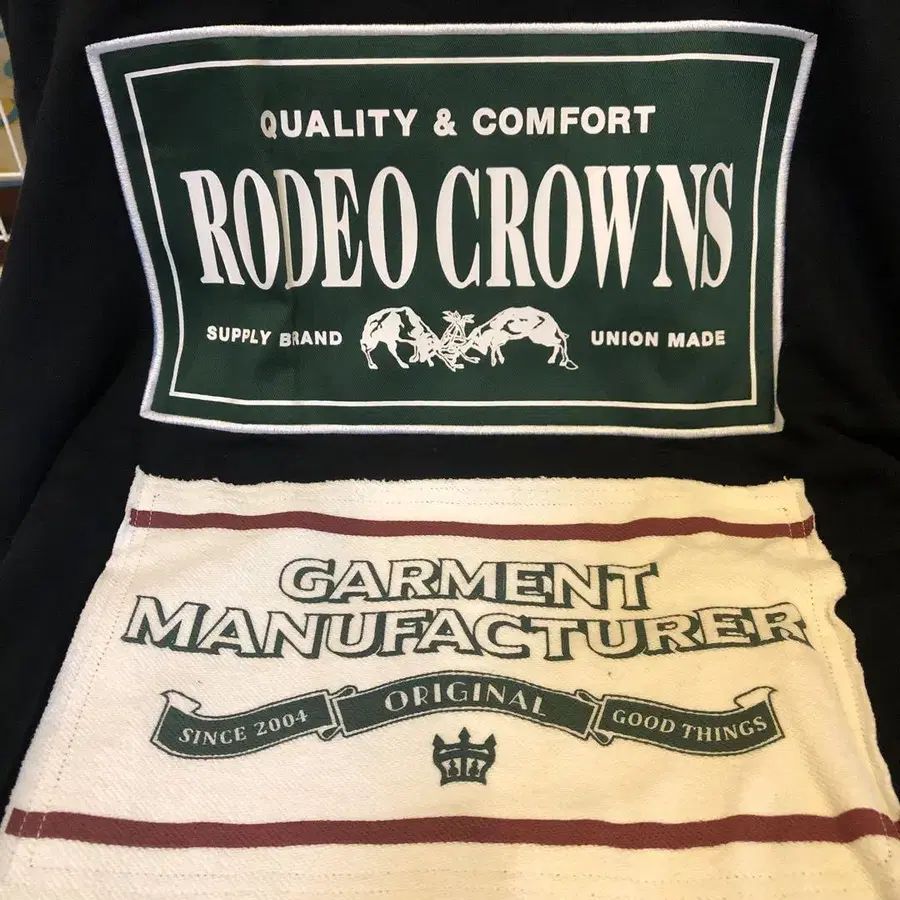 QUALITY & COMFORT
RODEO CROWNS
SUPPLY BRAND UNION MADE
GARMENT
MANUFACTURER
SINCE 2004 ORIGINAL GOOD THINGS